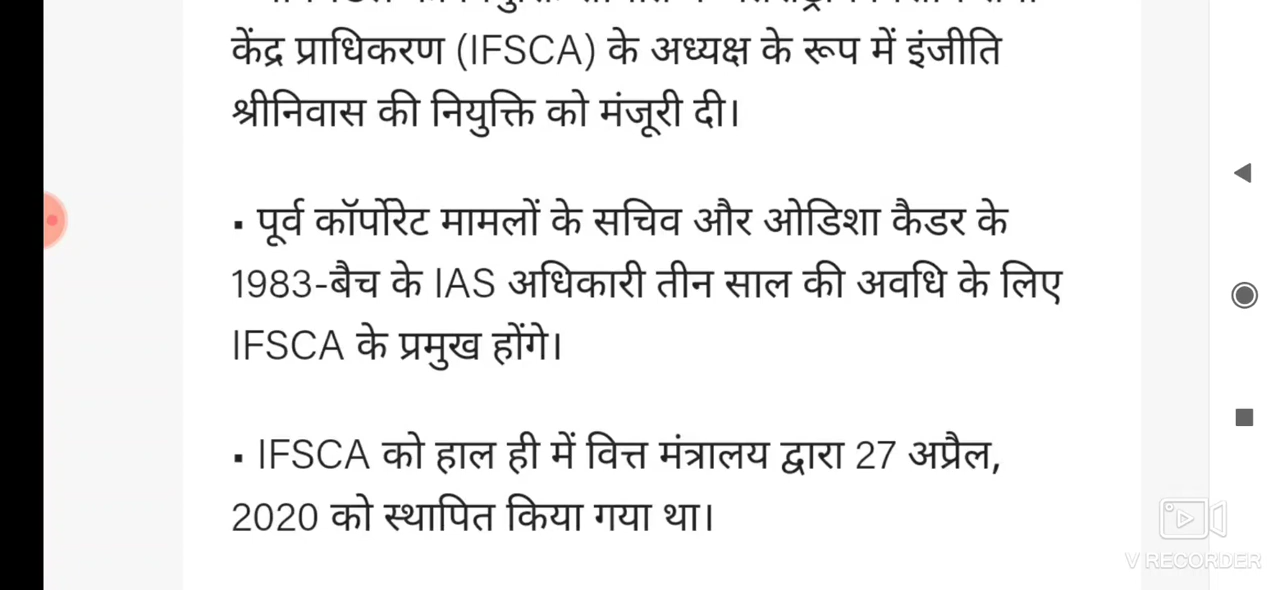 केंद्र प्राधिकरण (IFSCA) के अध्यक्ष के रूप में इंजीति
श्रीनिवास की नियुक्ति को मंजूरी दी।
▪ पूर्व कॉर्पोरेट मामलों के सचिव और ओडिशा कैडर के
1983-बैच के IAS अधिकारी तीन साल की अवधि के लिए
IFSCA के प्रमुख होंगे।
▪ IFSCA को हाल ही में वित्त मंत्रालय द्वारा 27 अप्रैल,
2020 को स्थापित किया गया था।
V RECORDER